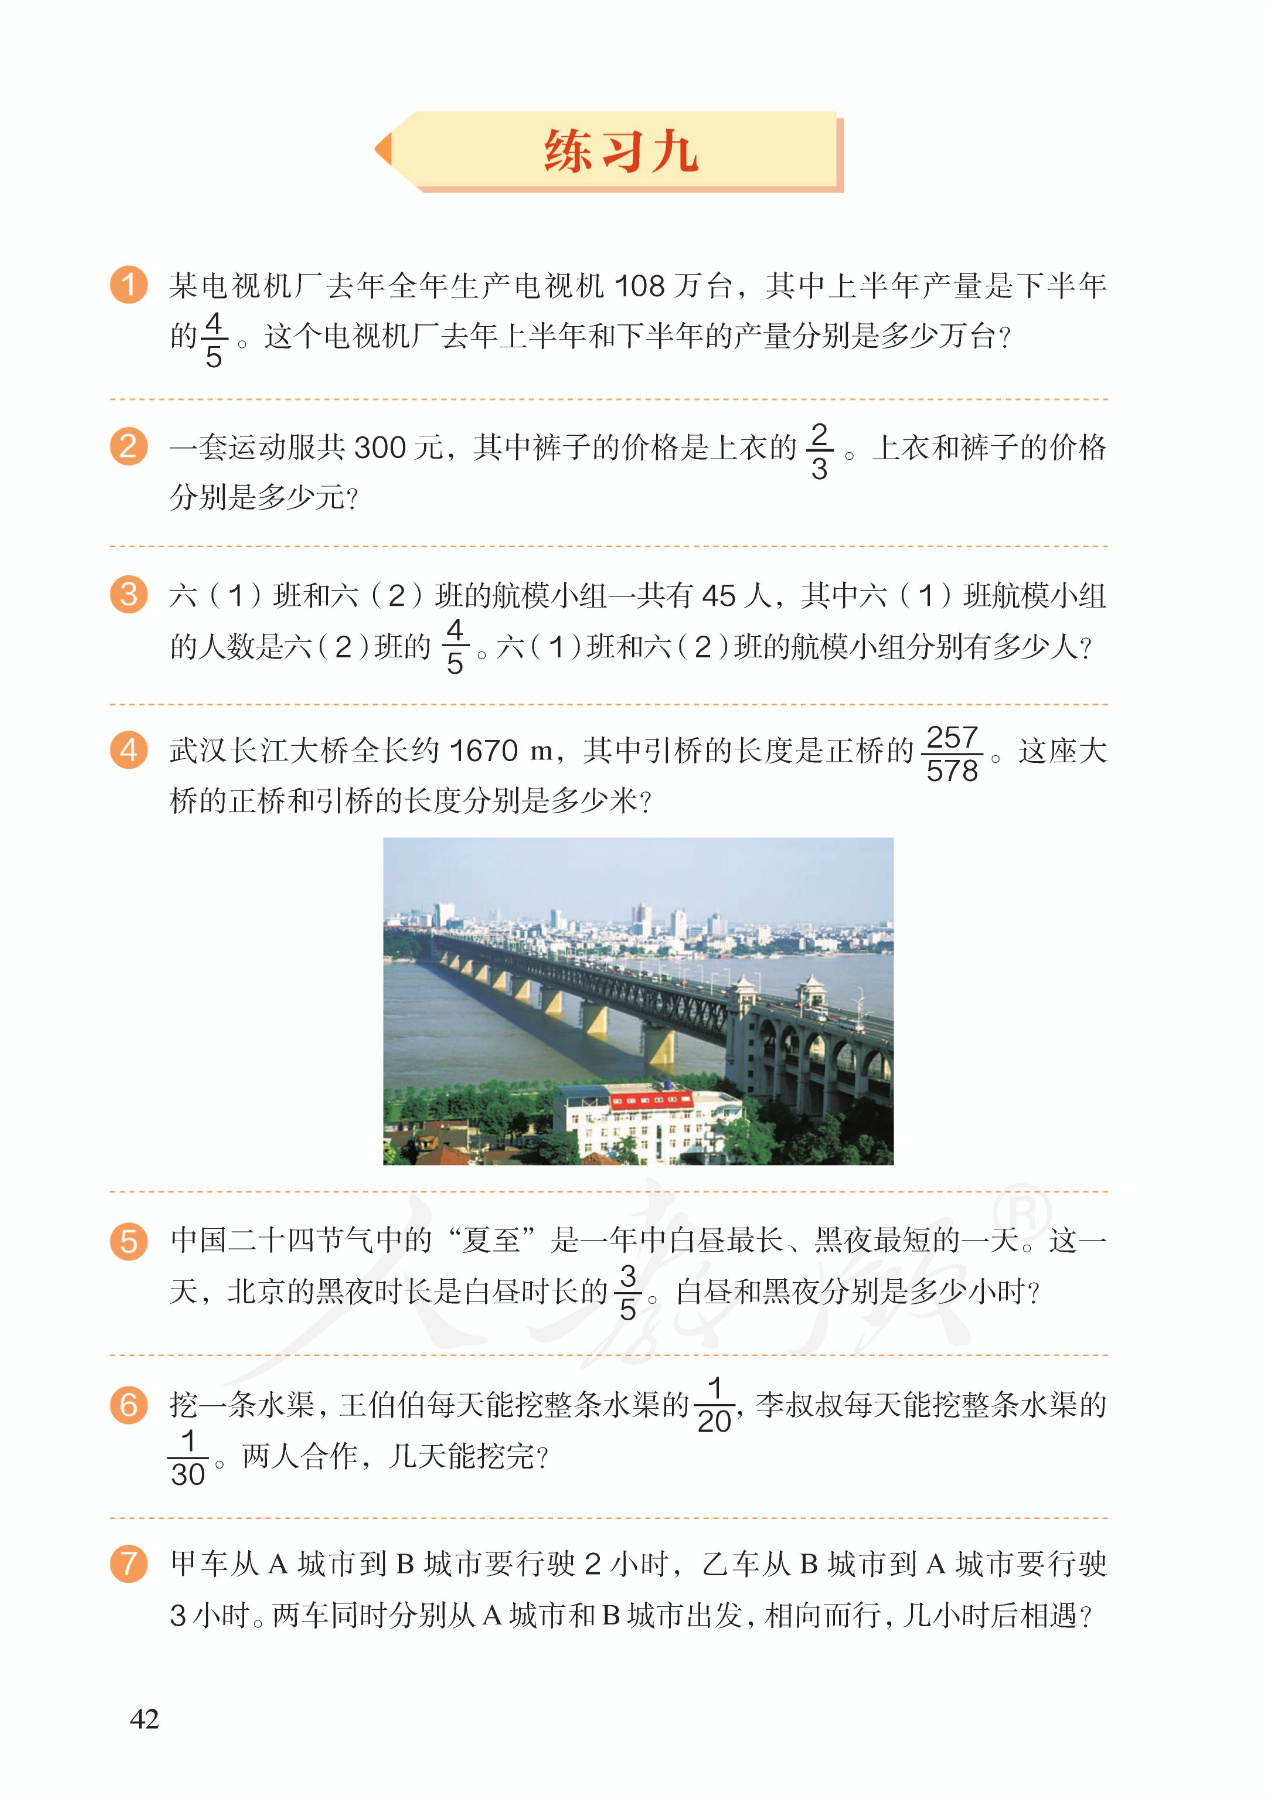 练习九
1 某电视机厂去年全年生产电视机 108 万台，其中上半年产量是下半年
的 4/5 。这个电视机厂去年上半年和下半年的产量分别是多少万台？
2 一套运动服共 300 元，其中裤子的价格是上衣的 2/3 。上衣和裤子的价格
分别是多少元？
3 六（1）班和六（2）班的航模小组一共有 45 人，其中六（1）班航模小组
的人数是六（2）班的 4/5 。六（1）班和六（2）班的航模小组分别有多少人？
4 武汉长江大桥全长约 1670 m，其中引桥的长度是正桥的 257/578 。这座大
桥的正桥和引桥的长度分别是多少米？
5 中国二十四节气中的“夏至”是一年中白昼最长、黑夜最短的一天。这一
天，北京的黑夜时长是白昼时长的 3/5 。白昼和黑夜分别是多少小时？
6 挖一条水渠，王伯伯每天能挖整条水渠的 1/20，李叔叔每天能挖整条水渠的
1/30 。两人合作，几天能挖完？
7 甲车从 A 城市到 B 城市要行驶 2 小时，乙车从 B 城市到 A 城市要行驶
3 小时。两车同时分别从 A 城市和 B 城市出发，相向而行，几小时后相遇？
42
人教版®